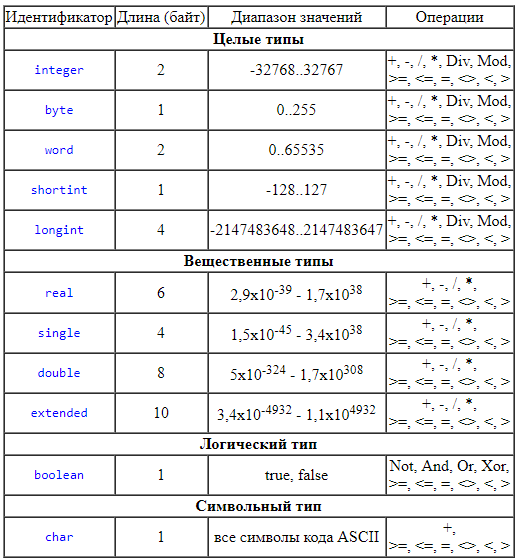 Идентификатор Длина (байт) Диапазон значений Операции
Целые типы
integer 2 -32768..32767 +, -, /, *, Div, Mod,
>=, <=, =, <>, <, >
byte 1 0..255 +, -, /, *, Div, Mod,
>=, <=, =, <>, <, >
word 2 0..65535 +, -, /, *, Div, Mod,
>=, <=, =, <>, <, >
shortint 1 -128..127 +, -, /, *, Div, Mod,
>=, <=, =, <>, <, >
longint 4 -2147483648..2147483647 +, -, /, *, Div, Mod,
>=, <=, =, <>, <, >
Вещественные типы
real 6 2,9x10^-39 - 1,7x10^38 +, -, /, *,
>=, <=, =, <>, <, >
single 4 1,5x10^-45 - 3,4x10^38 +, -, /, *,
>=, <=, =, <>, <, >
double 8 5x10^-324 - 1,7x10^308 +, -, /, *,
>=, <=, =, <>, <, >
extended 10 3,4x10^-4932 - 1,1x10^4932 +, -, /, *,
>=, <=, =, <>, <, >
Логический тип
boolean 1 true, false Not, And, Or, Xor,
>=, <=, =, <>, <, >
Символьный тип
char 1 все символы кода ASCII +,
>=, <=, =, <>, <, >